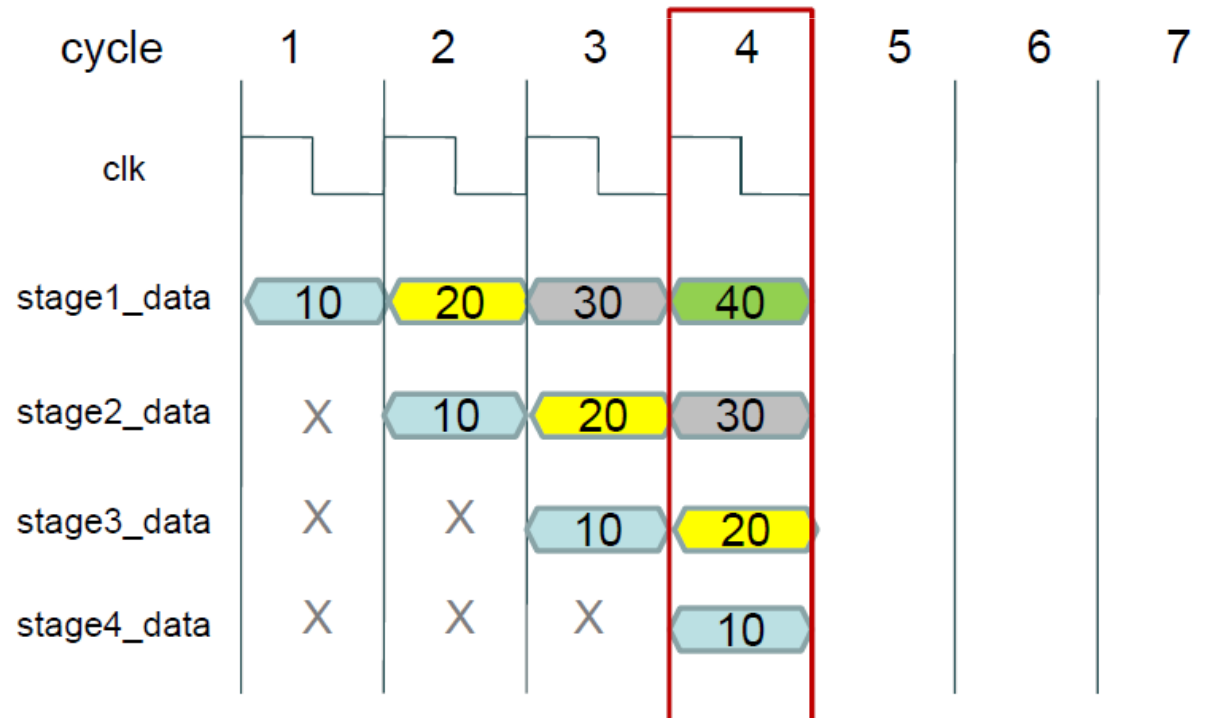 cycle 1 2 3 4 5 6 7
clk
stage1_data 10 20 30 40
stage2_data X 10 20 30
stage3_data X X 10 20
stage4_data X X X 10